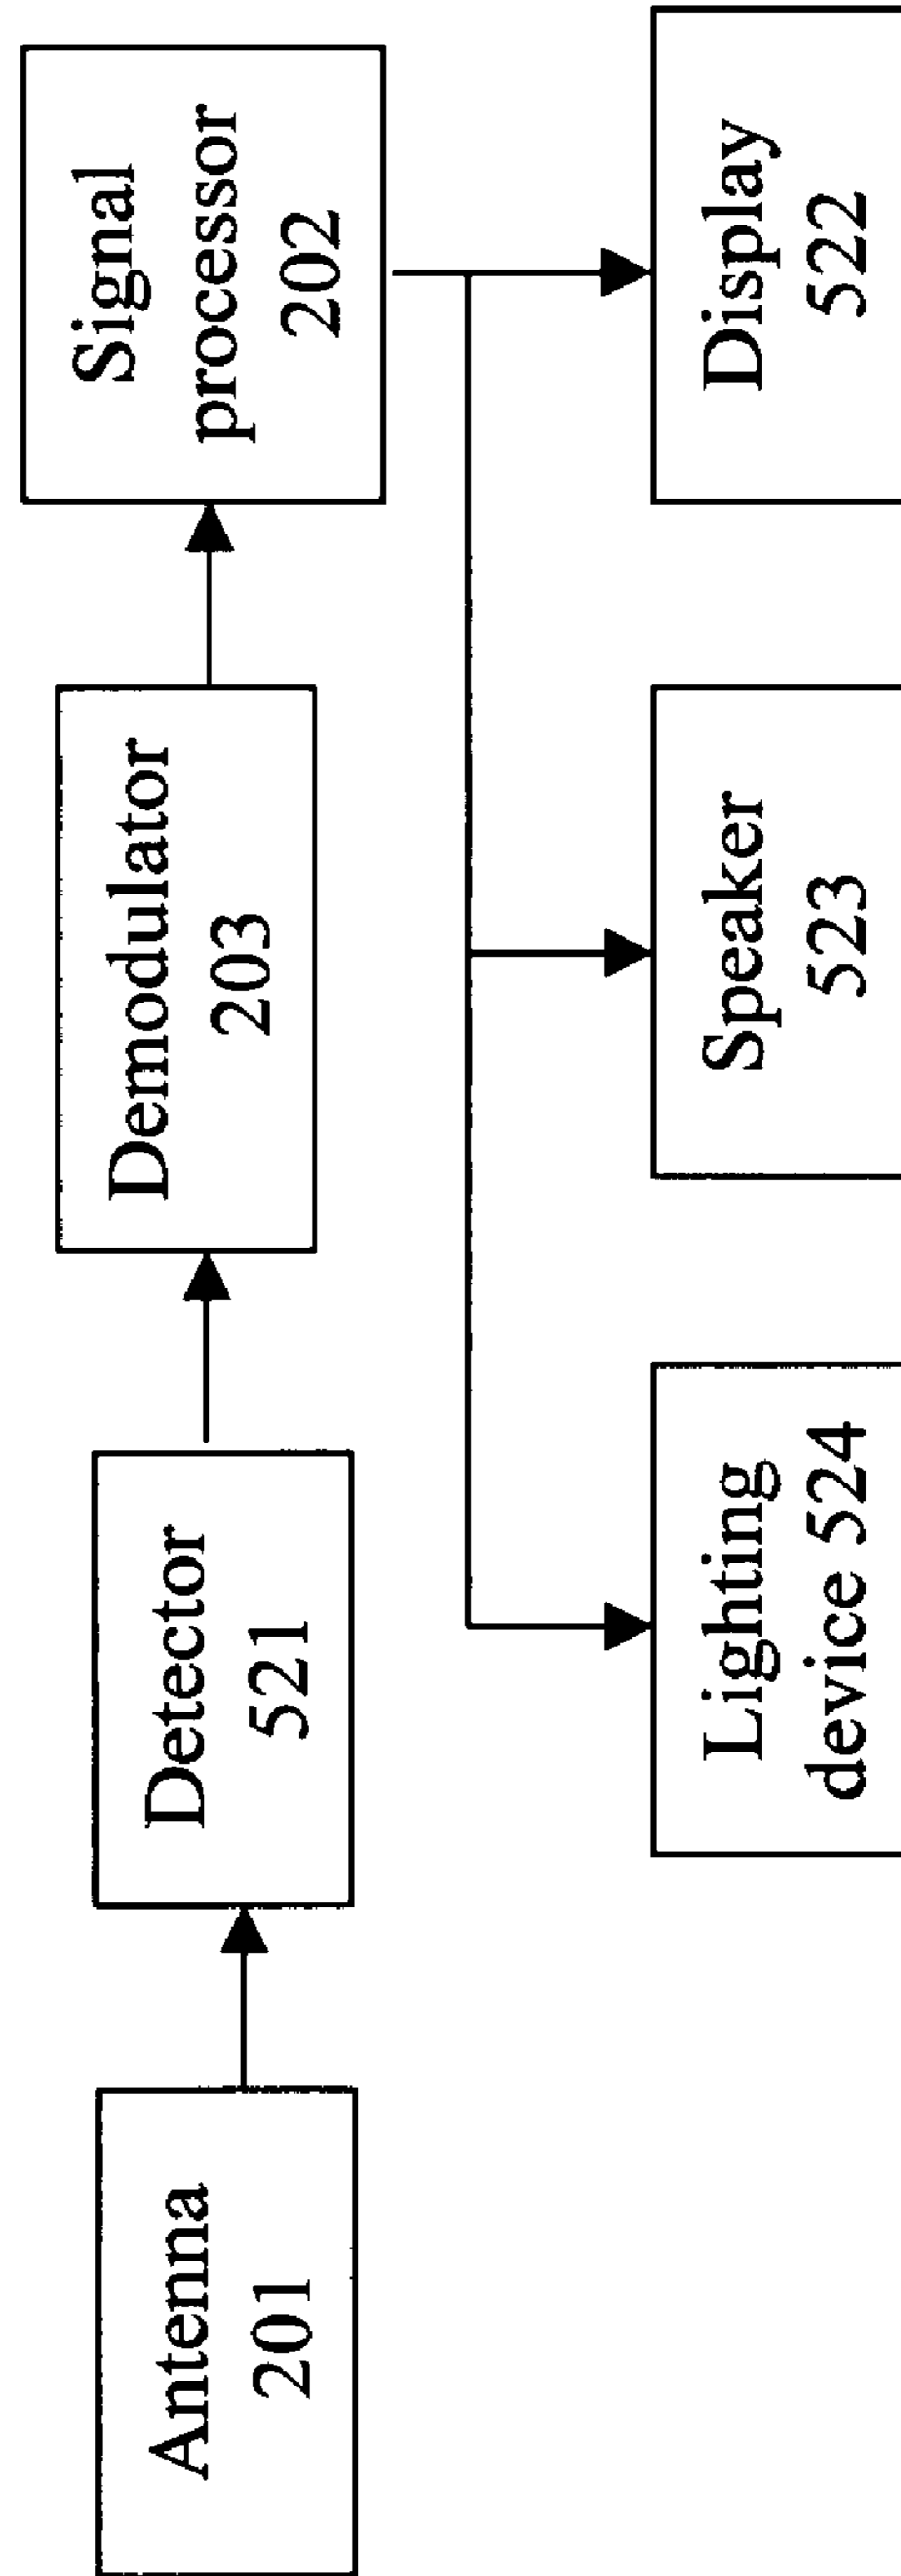 Antenna
201
Detector
521
Demodulator
203
Signal
processor
202
Lighting
device 524
Speaker
523
Display
522